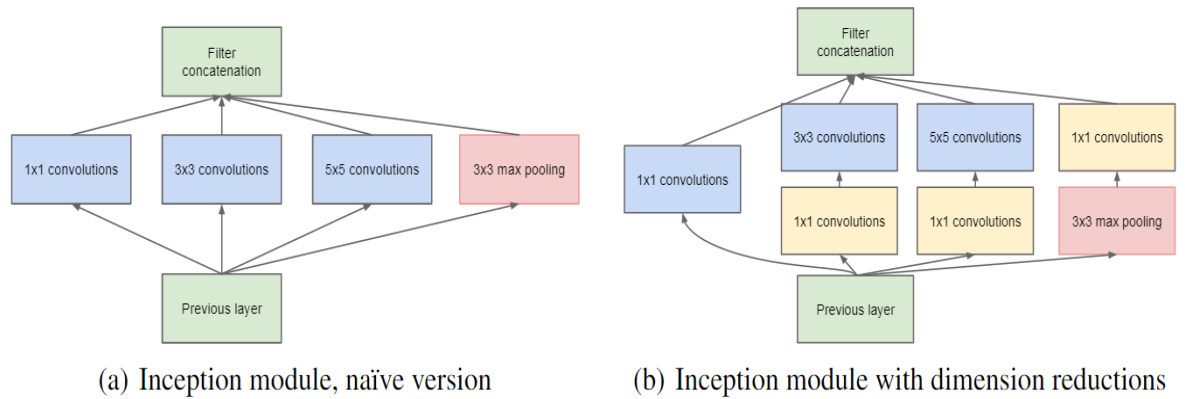 Filter
concatenation
1x1 convolutions
3x3 convolutions
5x5 convolutions
3x3 max pooling
Previous layer
(a) Inception module, naïve version
Filter
concatenation
3x3 convolutions
5x5 convolutions
1x1 convolutions
1x1 convolutions
1x1 convolutions
1x1 convolutions
3x3 max pooling
Previous layer
(b) Inception module with dimension reductions